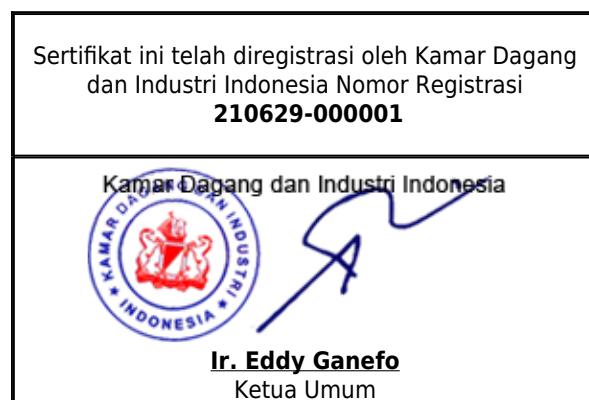 Sertifikat ini telah diregistrasi oleh Kamar Dagang
dan Industri Indonesia Nomor Registrasi
210629-000001
Kamar Dagang dan Industri Indonesia
KAMAR DAGANG DAN INDUSTRI
INDONESIA
Ir. Eddy Ganefo
Ketua Umum